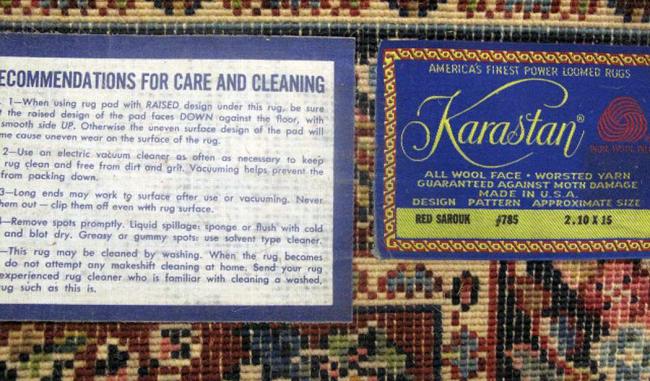 ECOMMENDATIONS FOR CARE AND CLEANING
1—When using rug pad with RAISED design under this rug, be sure
the raised design of the pad faces DOWN against the floor, with
smooth side UP. Otherwise the uneven surface design of the pad will
me cause uneven wear on the surface of the rug.
2—Use an electric vacuum cleaner as often as necessary to keep
rug clean and free from dirt and grit. Vacuuming helps prevent the
from packing down.
3—Long ends may work to surface after use or vacuuming. Never
hem out — clip them off even with rug surface.
—Remove spots promptly. Liquid spillage: sponge or flush with cold
and blot dry. Greasy or gummy spots: use solvent type cleaner.
—This rug may be cleaned by washing. When the rug becomes
do not attempt any makeshift cleaning at home. Send your rug
experienced rug cleaner who is familiar with cleaning a washed,
rug such as this is.
AMERICA'S FINEST POWER LOOMED RUGS
Karastan®
ALL WOOL FACE • WORSTED YARN
GUARANTEED AGAINST MOTH DAMAGE
MADE IN U.S.A.
DESIGN PATTERN APPROXIMATE SIZE
RED SAROUK #785 2.10 X 15